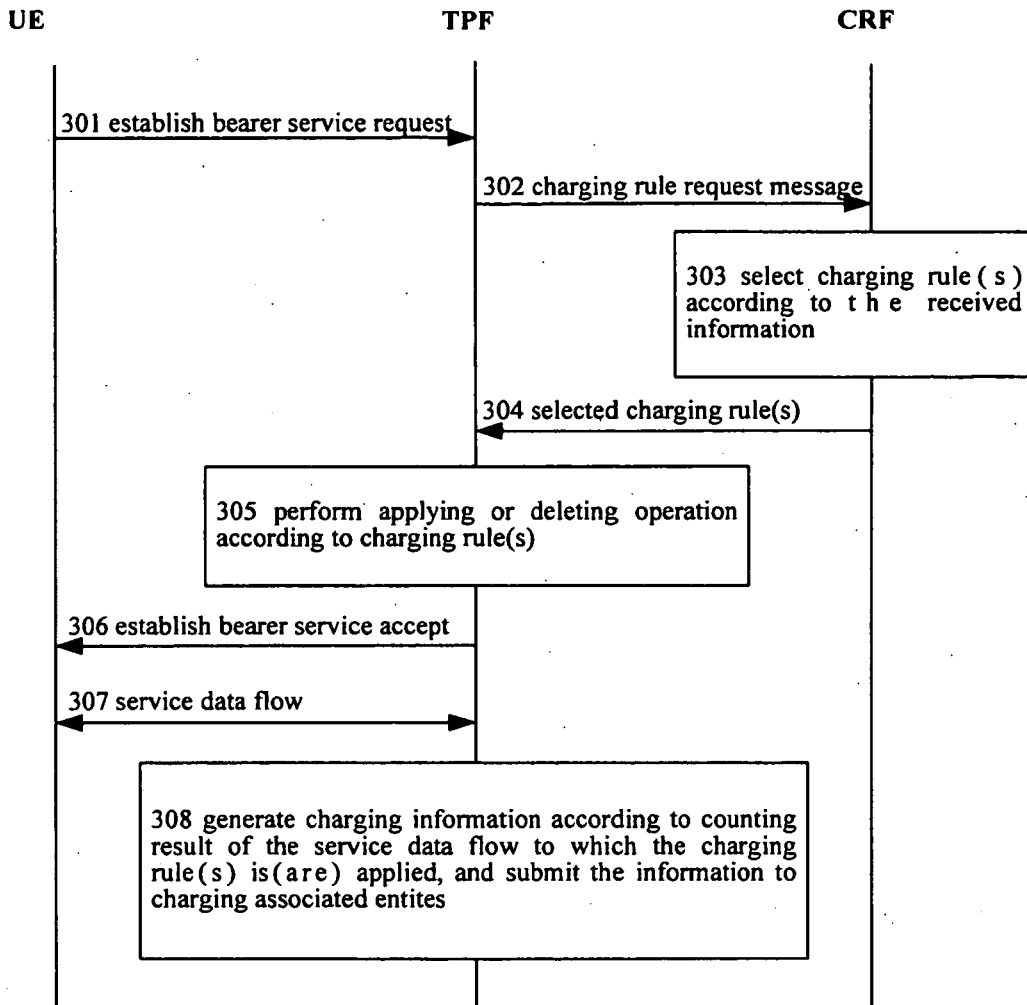 UE TPF CRF
301 establish bearer service request
302 charging rule request message
303 select charging rule ( s )
according to t h e received
information
304 selected charging rule(s)
305 perform applying or deleting operation
according to charging rule(s)
306 establish bearer service accept
307 service data flow
308 generate charging information according to counting
result of the service data flow to which the charging
rule(s) is(are) applied, and submit the information to
charging associated entites